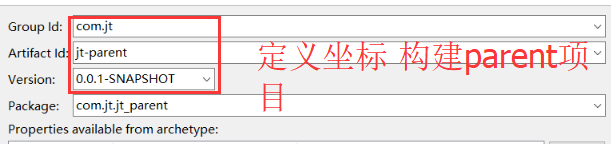 Group Id: com.jt
Artifact Id: jt-parent
定义坐标 构建parent项
目
Version: 0.0.1-SNAPSHOT
Package: com.jt.jt_parent
Properties available from archetype: